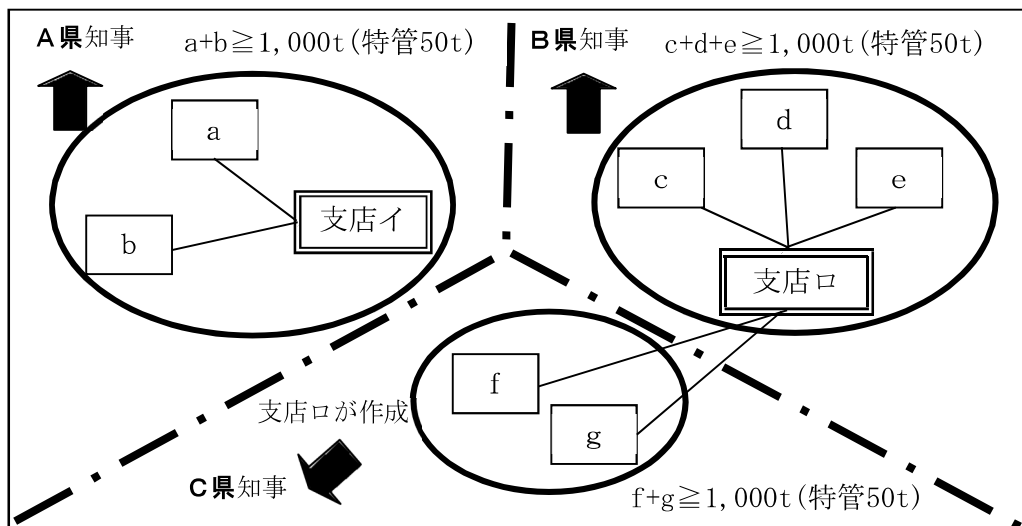 A県知事
a+b≧1,000t(特管50t)
a
b
支店イ
B県知事
c+d+e≧1,000t(特管50t)
d
c
e
支店ロ
f
g
支店ロが作成
C県知事
f+g≧1,000t(特管50t)